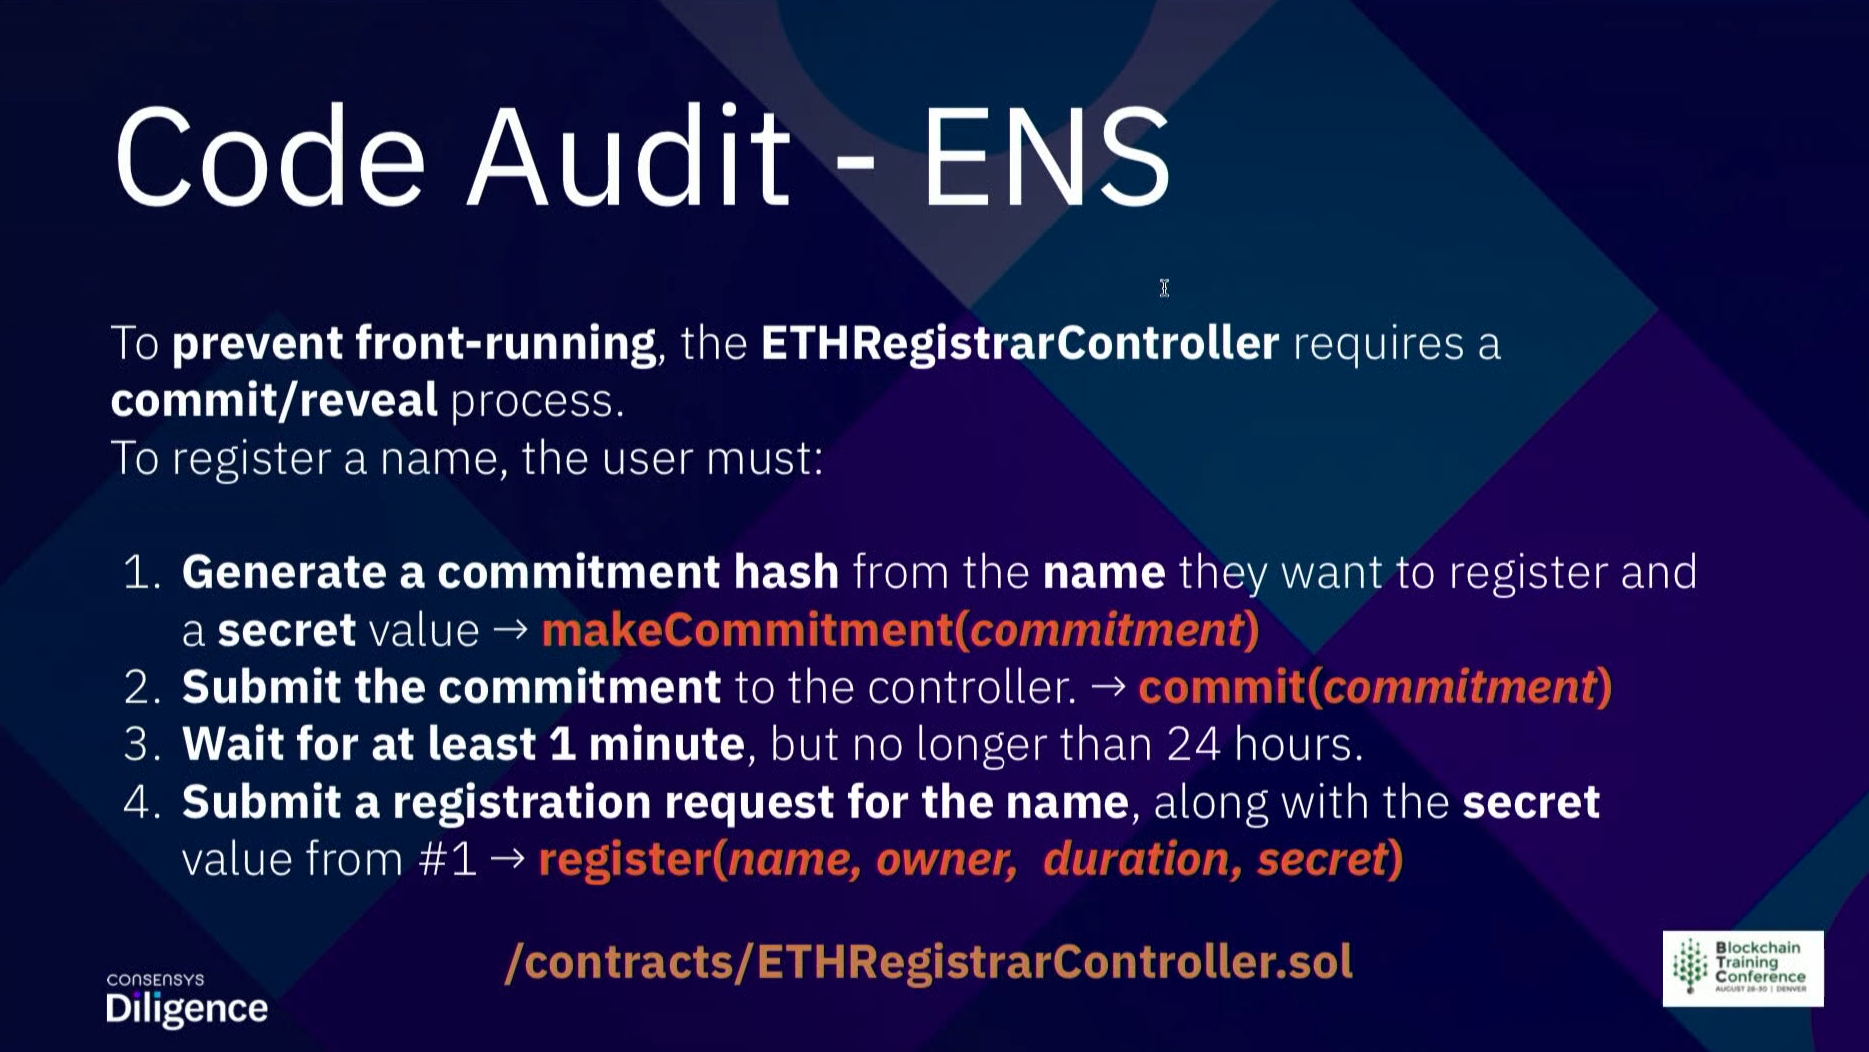 Code Audit - ENS
To prevent front-running, the ETHRegistrarController requires a
commit/reveal process.
To register a name, the user must:
1. Generate a commitment hash from the name they want to register and
a secret value → makeCommitment(commitment)
2. Submit the commitment to the controller. → commit(commitment)
3. Wait for at least 1 minute, but no longer than 24 hours.
4. Submit a registration request for the name, along with the secret
value from #1 → register(name, owner, duration, secret)
/contracts/ETHRegistrarController.sol
CONSENSYS
Diligence
Blockchain
Training
Conference
AUGUST 28-30 | DENVER